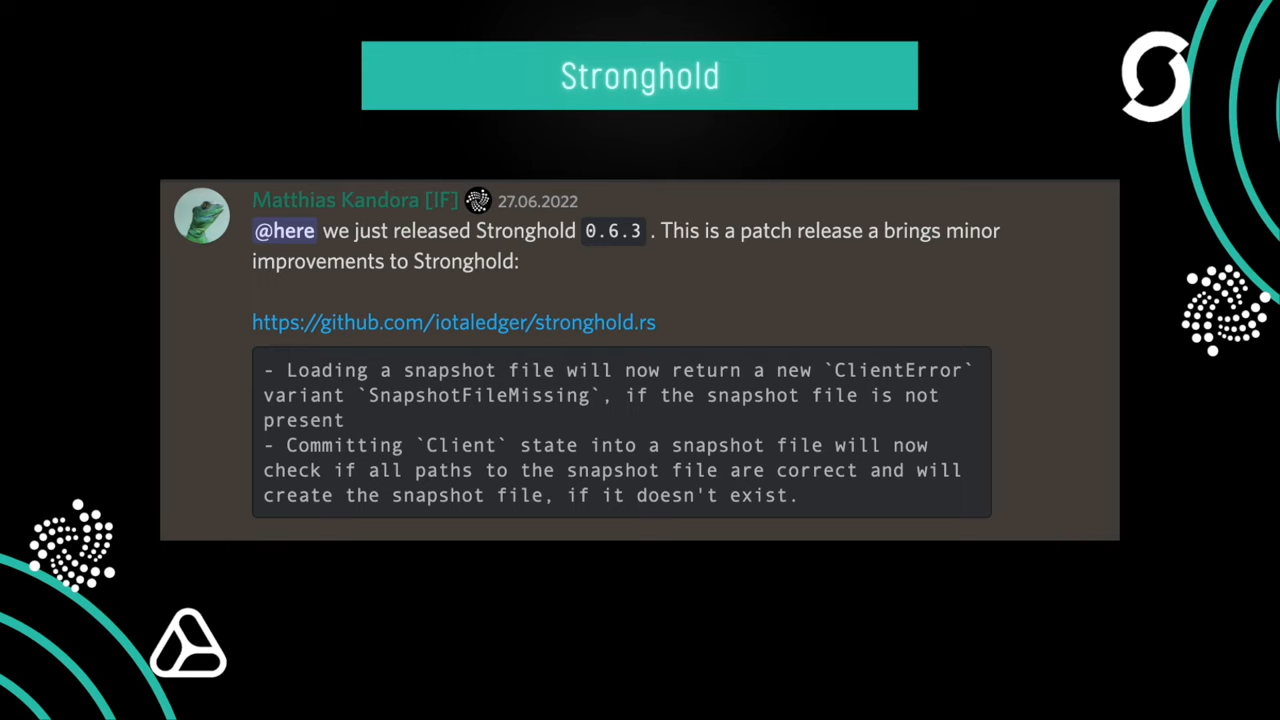 Stronghold
Matthias Kandora [IF] 27.06.2022
@here we just released Stronghold 0.6.3 . This is a patch release a brings minor
improvements to Stronghold:
https://github.com/iotaledger/stronghold.rs
- Loading a snapshot file will now return a new `ClientError`
variant `SnapshotFileMissing`, if the snapshot file is not
present
- Committing `Client` state into a snapshot file will now
check if all paths to the snapshot file are correct and will
create the snapshot file, if it doesn't exist.